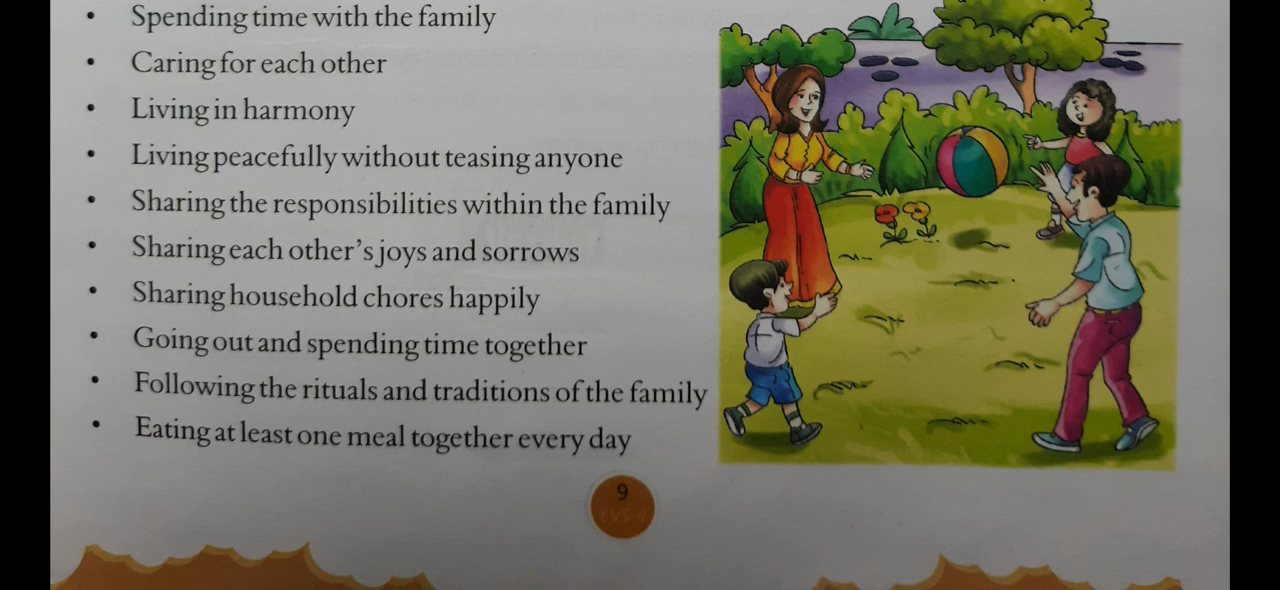 • Spending time with the family
• Caring for each other
• Living in harmony
• Living peacefully without teasing anyone
• Sharing the responsibilities within the family
• Sharing each other's joys and sorrows
• Sharing household chores happily
• Going out and spending time together
• Following the rituals and traditions of the family
• Eating at least one meal together every day
9